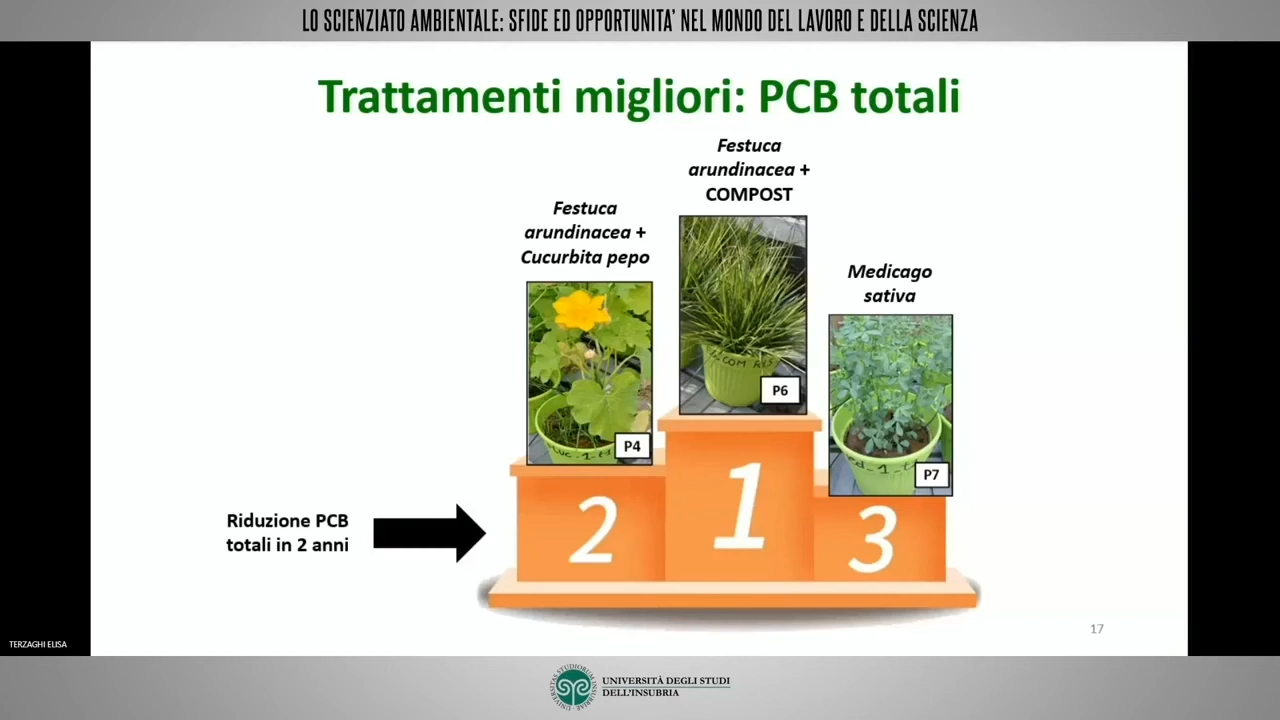 LO SCIENZIATO AMBIENTALE: SFIDE ED OPPORTUNITA' NEL MONDO DEL LAVORO E DELLA SCIENZA
Trattamenti migliori: PCB totali
Festuca
arundinacea +
COMPOST
Festuca
arundinacea +
Cucurbita pepo
Medicago
sativa
P6
P4
P7
1
2
3
Riduzione PCB
totali in 2 anni
17
TERZAGHI ELISA
UNIVERSITÀ DEGLI STUDI
DELL'INSUBRIA